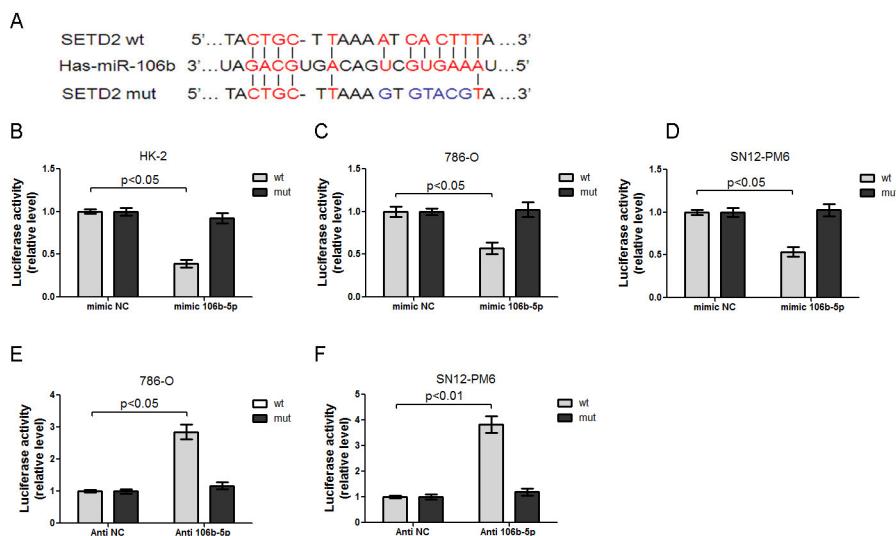 A
SETD2 wt 5'...TACTGC- TTAAAATCACTTTA ...3'
Has-miR-106b 3'...UAGACGUGACAGUCGUGAAAU...5'
SETD2 mut 5'...TACTGC- TTAAAGTGTACGTA ...3'
B
HK-2
Luciferase activity
(relative level)
1.5
1.0
0.5
0.0
p<0.05
wt
mut
mimic NC
mimic 106b-5p
C
786-O
Luciferase activity
(relative level)
1.5
1.0
0.5
0.0
p<0.05
wt
mut
mimic NC
mimic 106b-5p
D
SN12-PM6
Luciferase activity
(relative level)
1.5
1.0
0.5
0.0
p<0.05
wt
mut
mimic NC
mimic 106b-5p
E
786-O
Luciferase activity
(relative level)
4
3
2
1
0
p<0.05
wt
mut
Anti NC
Anti 106b-5p
F
SN12-PM6
Luciferase activity
(relative level)
5
4
3
2
1
0
p<0.01
wt
mut
Anti NC
Anti 106b-5p